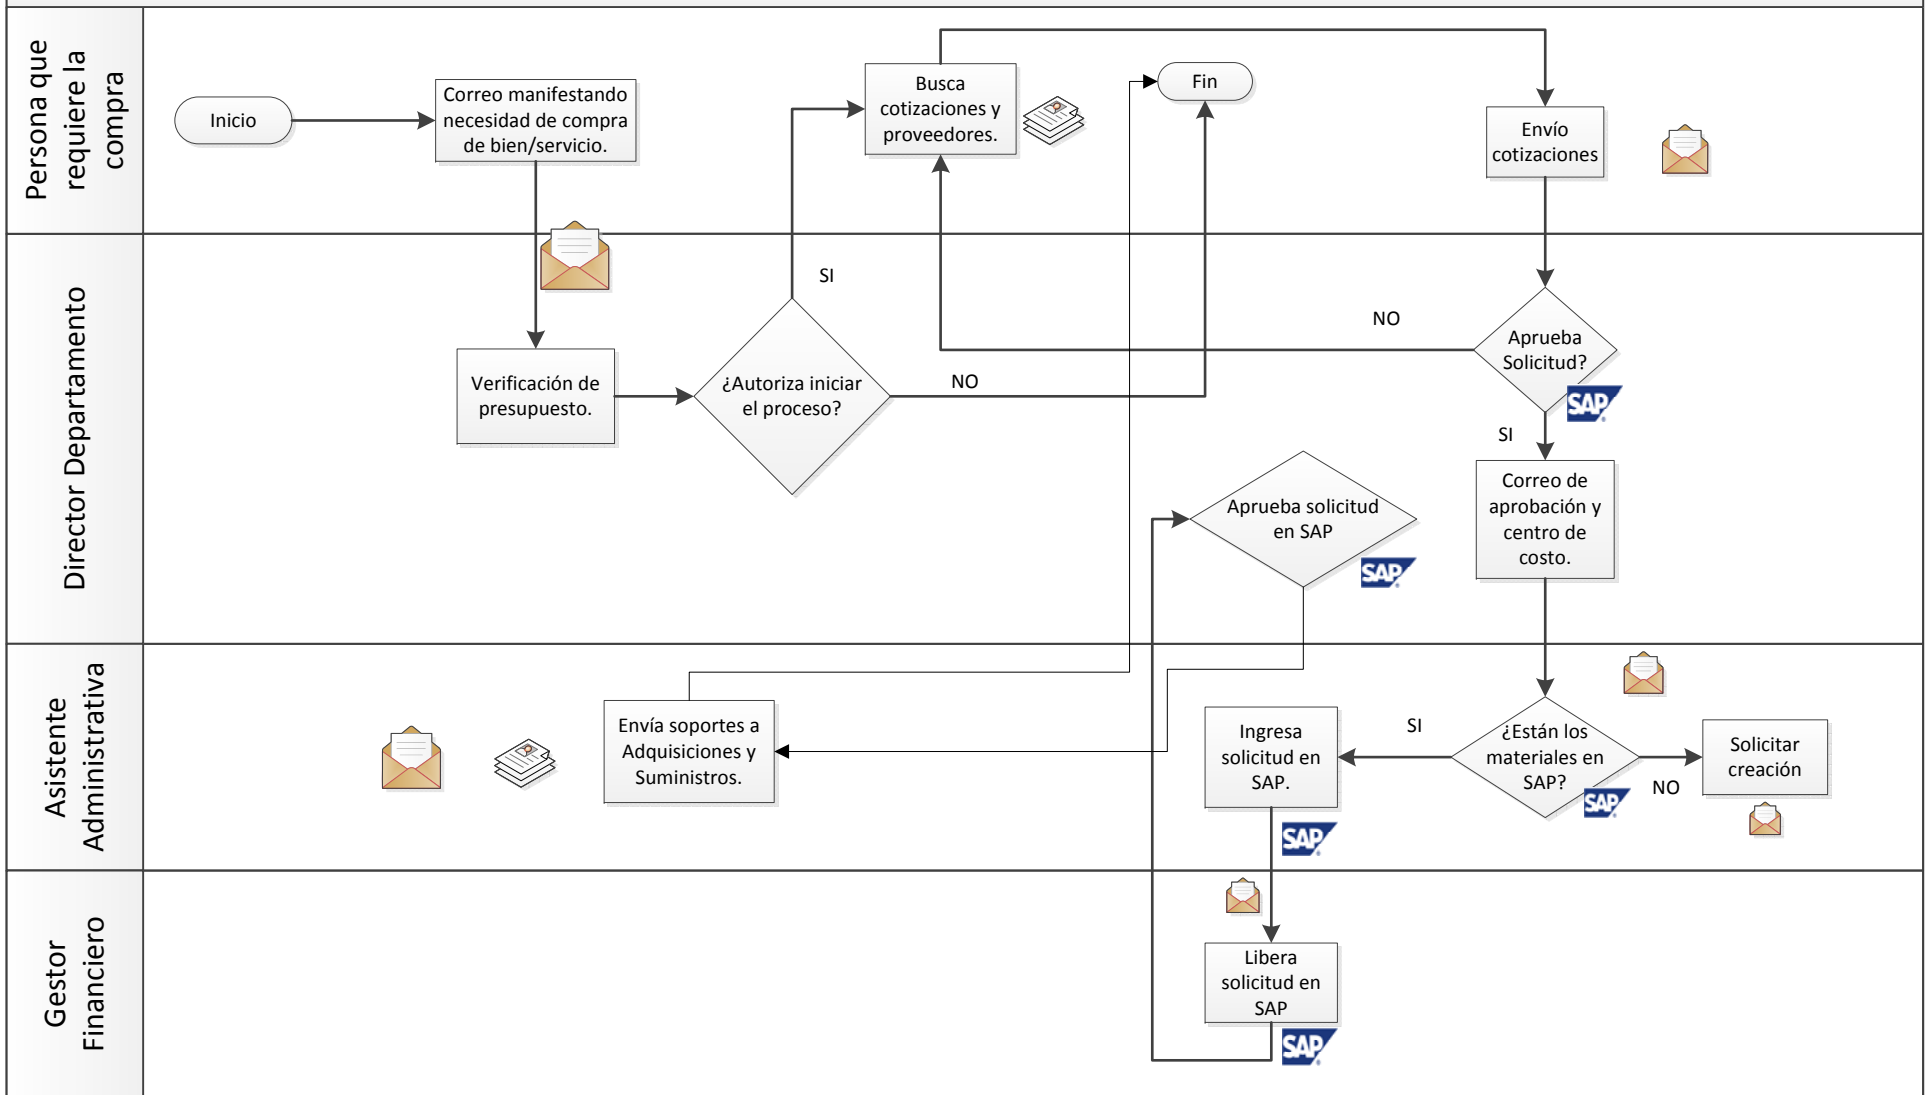 Persona que
requiere la
compra
Inicio
Correo manifestando
necesidad de compra
de bien/servicio.
Busca
cotizaciones y
proveedores.
Fin
Envío
cotizaciones
Director Departamento
Verificación de
presupuesto.
¿Autoriza iniciar
el proceso?
SI
NO
NO
Aprueba
Solicitud?
SAP
SI
Correo de
aprobación y
centro de
costo.
Aprueba solicitud
en SAP
SAP
Asistente
Administrativa
Envía soportes a
Adquisiciones y
Suministros.
Ingresa
solicitud en
SAP.
SAP
SI
¿Están los
materiales en
SAP?
SAP
NO
Solicitar
creación
Gestor
Financiero
Libera
solicitud en
SAP
SAP